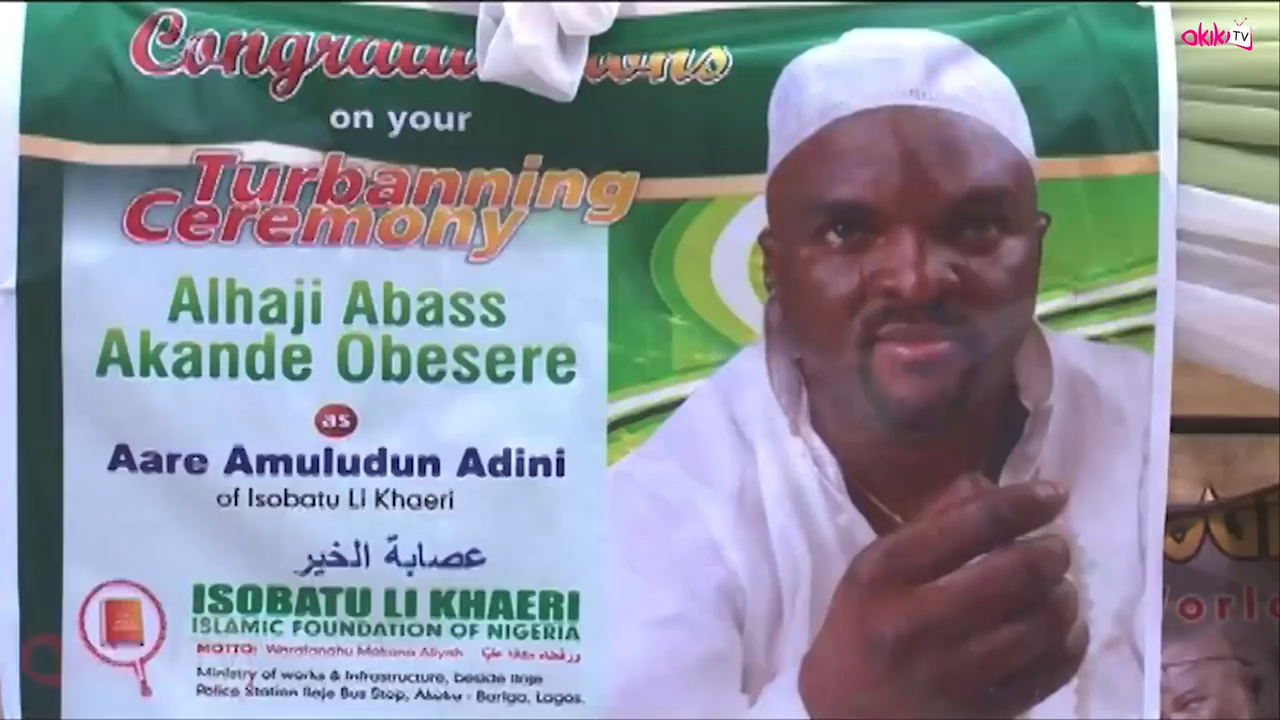 OKIKI TV
on your
Turbanning
Ceremony
Alhaji Abass
Akande Obesere
as
Aare Amuludun Adini
of Isobatu Li Khaeri
عصابة الخير
ISOBATU LI KHAERI
ISLAMIC FOUNDATION OF NIGERIA
MOTTO:
Ministry of works & Infrastructure, beside Ilaje
Police Station Ilaje Bus Stop, Akoka - Bariga, Lagos.